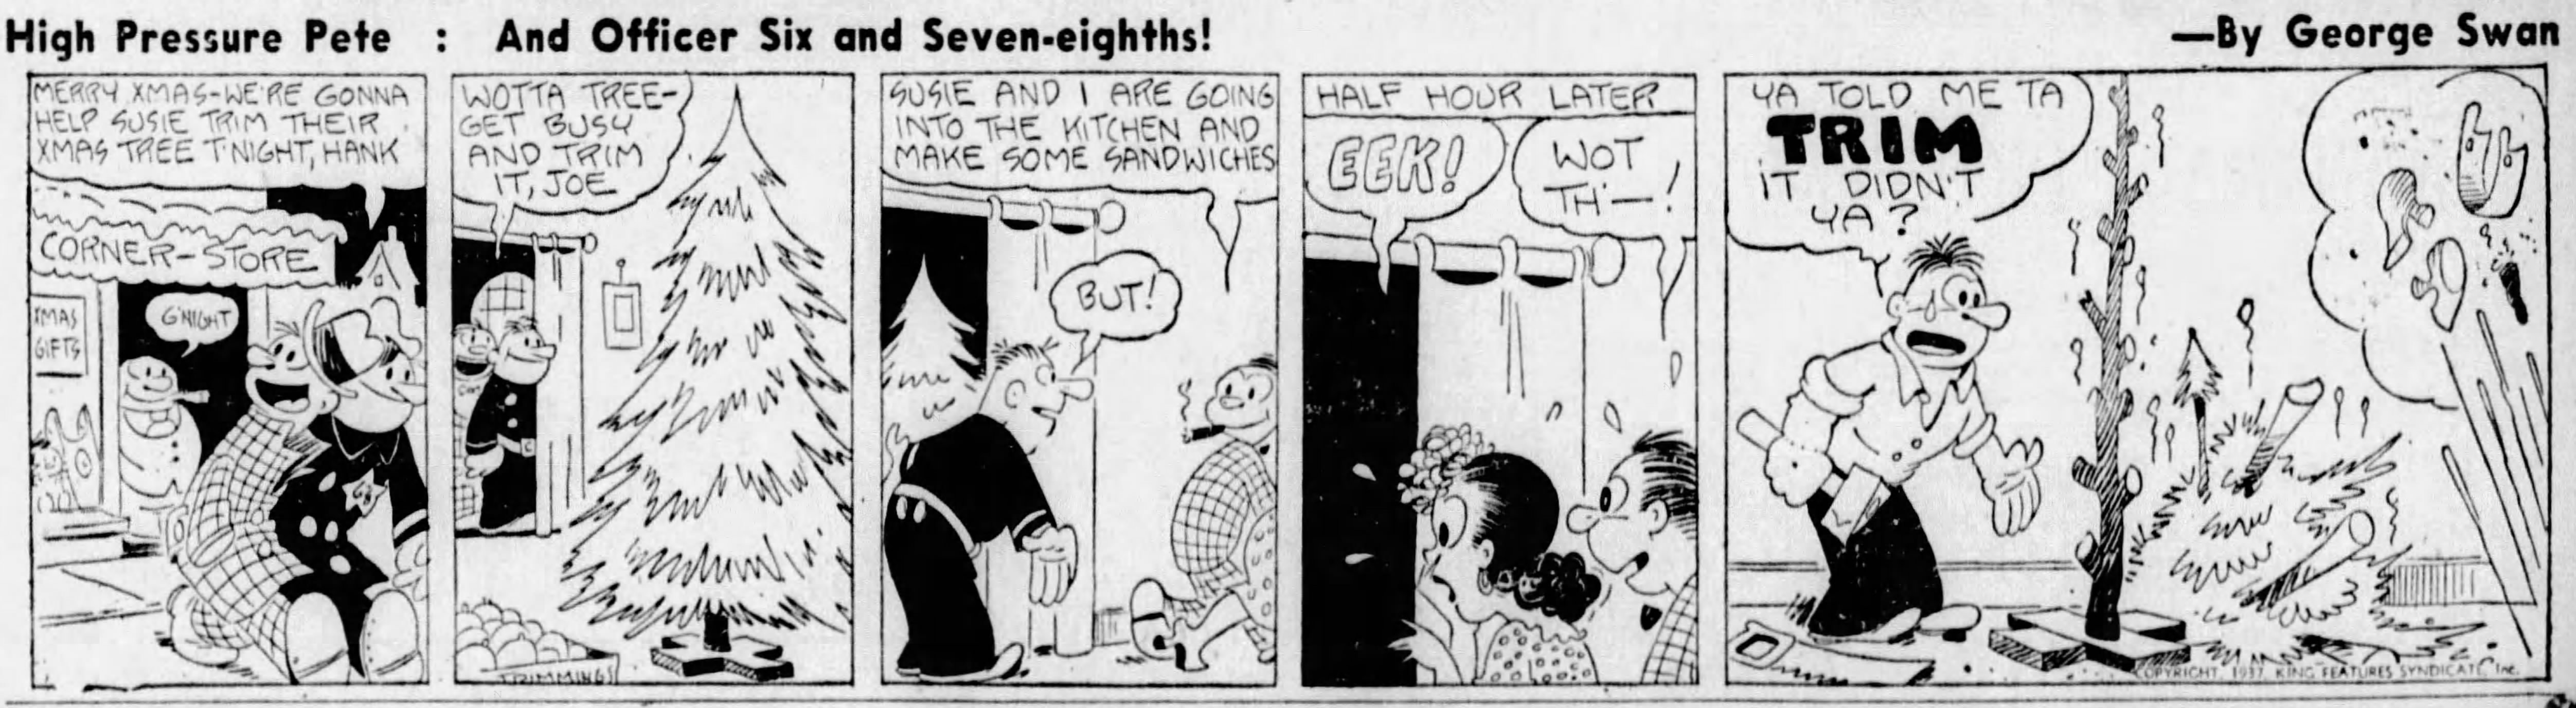 High Pressure Pete : And Officer Six and Seven-eighths! —By George Swan
MERRY XMAS-WE'RE GONNA
HELP SUSIE TRIM THEIR
XMAS TREE T'NIGHT, HANK
CORNER-STORE
XMAS
GIFTS
G'NIGHT
WOTTA TREE-
GET BUSY
AND TRIM
IT, JOE
TRIMMINGS
SUSIE AND I ARE GOING
INTO THE KITCHEN AND
MAKE SOME SANDWICHES
BUT!
HALF HOUR LATER
EEK!
WOT
TH'—!
YA TOLD ME TA
TRIM
IT DIDN'T
YA?
COPYRIGHT, 1937, KING FEATURES SYNDICATE, Inc.